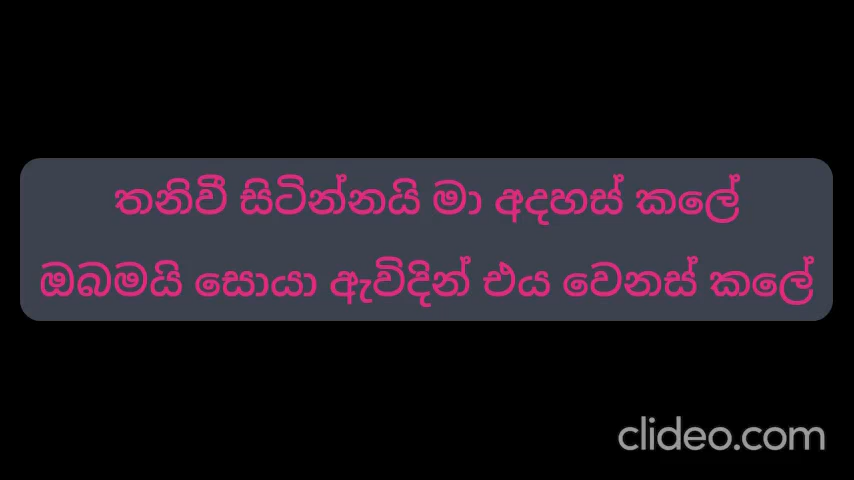 තනිවී සිටින්නයි මා අදහස් කලේ
ඔබමයි සොයා ඇවිදින් එය වෙනස් කලේ
clideo.com